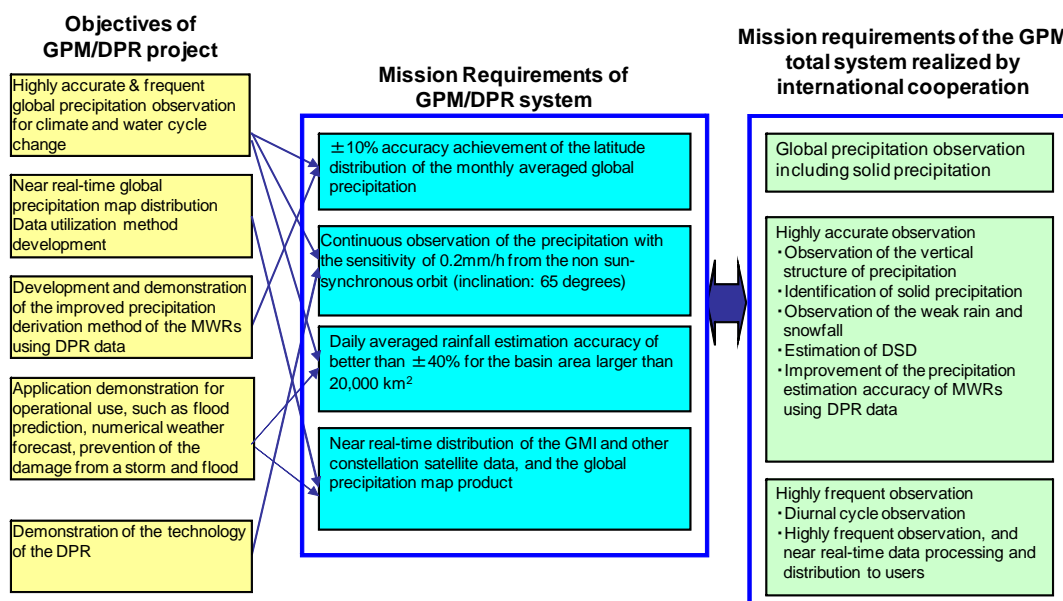 Objectives of
GPM/DPR project
Highly accurate & frequent
global precipitation observation
for climate and water cycle
change
Near real-time global
precipitation map distribution
Data utilization method
development
Development and demonstration
of the improved precipitation
derivation method of the MWRs
using DPR data
Application demonstration for
operational use, such as flood
prediction, numerical weather
forecast, prevention of the
damage from a storm and flood
Demonstration of the technology
of the DPR
Mission Requirements of
GPM/DPR system
±10% accuracy achievement of the latitude
distribution of the monthly averaged global
precipitation
Continuous observation of the precipitation with
the sensitivity of 0.2mm/h from the non sun-
synchronous orbit (inclination: 65 degrees)
Daily averaged rainfall estimation accuracy of
better than ±40% for the basin area larger than
20,000 km²
Near real-time distribution of the GMI and other
constellation satellite data, and the global
precipitation map product
Mission requirements of the GPM
total system realized by
international cooperation
Global precipitation observation
including solid precipitation
Highly accurate observation
・Observation of the vertical
structure of precipitation
・Identification of solid precipitation
・Observation of the weak rain and
snowfall
・Estimation of DSD
・Improvement of the precipitation
estimation accuracy of MWRs
using DPR data
Highly frequent observation
・Diurnal cycle observation
・Highly frequent observation, and
near real-time data processing and
distribution to users